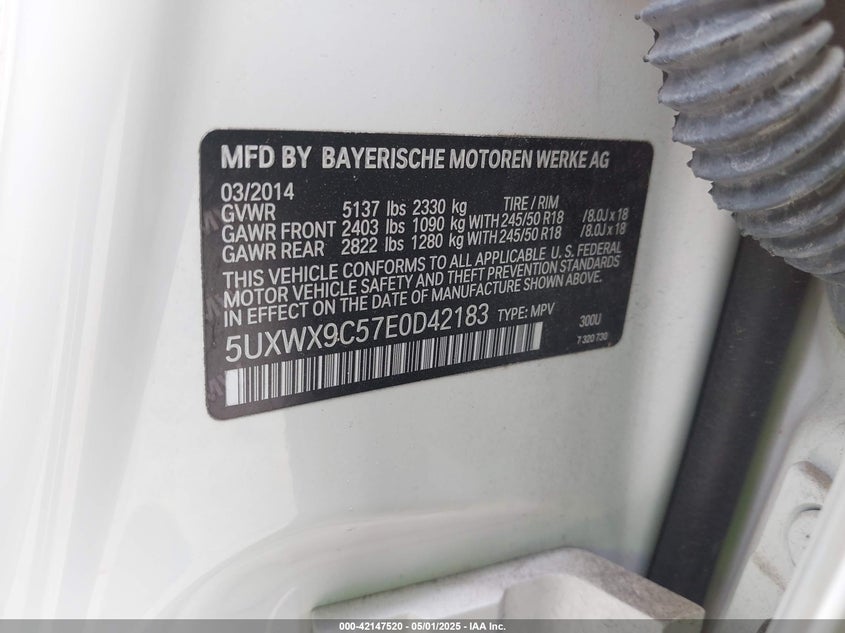 MFD BY BAYERISCHE MOTOREN WERKE AG
03/2014 TIRE / RIM
GVWR 5137 lbs 2330 kg
GAWR FRONT 2403 lbs 1090 kg WITH 245/50 R18 /8.0J x 18
GAWR REAR 2822 lbs 1280 kg WITH 245/50 R18 /8.0J x 18
THIS VEHICLE CONFORMS TO ALL APPLICABLE U.S. FEDERAL
MOTOR VEHICLE SAFETY AND THEFT PREVENTION STANDARDS
IN EFFECT ON THE DATE OF MANUFACTURE SHOWN ABOVE.
5UXWX9C57E0D42183 TYPE: MPV 300U
7 320 730
000-42147520 - 05/01/2025 - IAA Inc.